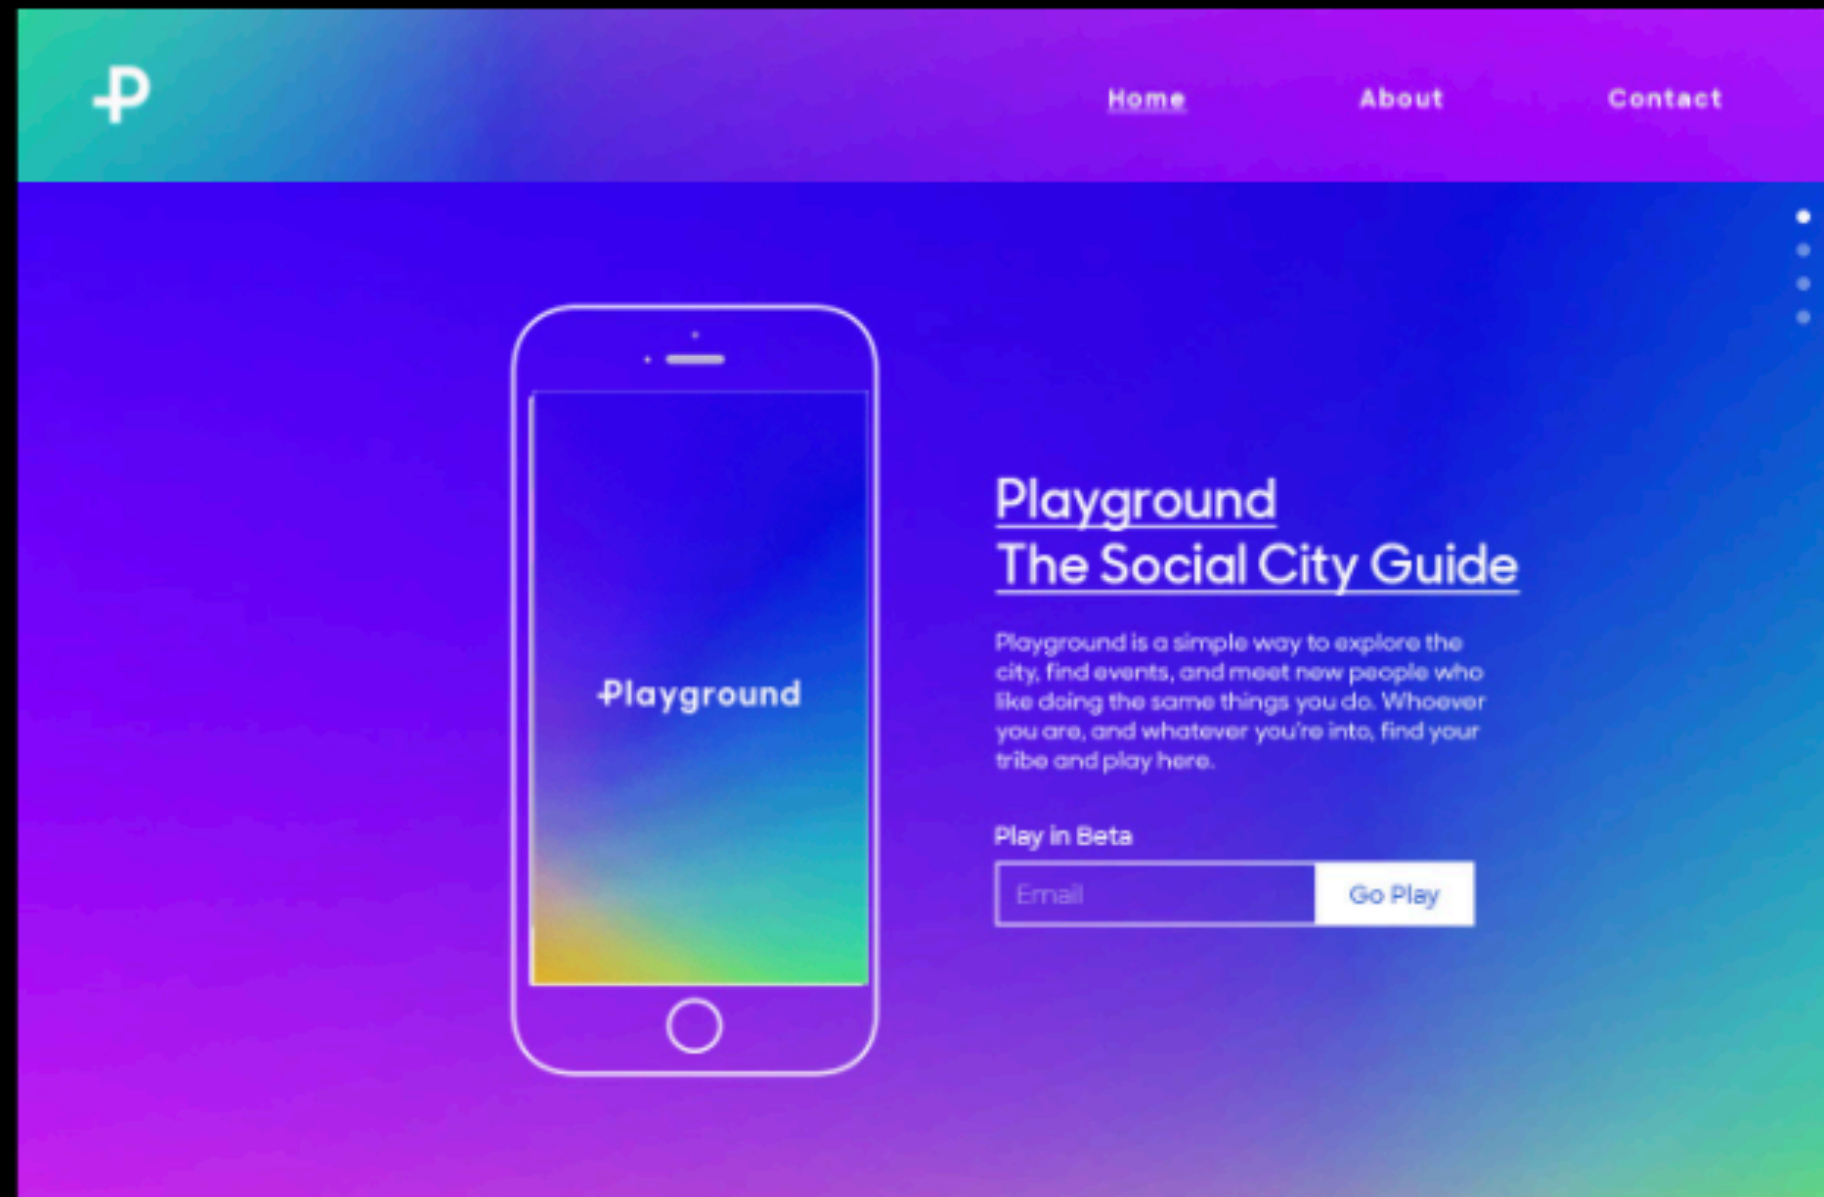 P
Home
About
Contact
Playground
Playground
The Social City Guide
Playground is a simple way to explore the
city, find events, and meet new people who
like doing the same things you do. Whoever
you are, and whatever you're into, find your
tribe and play here.
Play in Beta
Email
Go Play